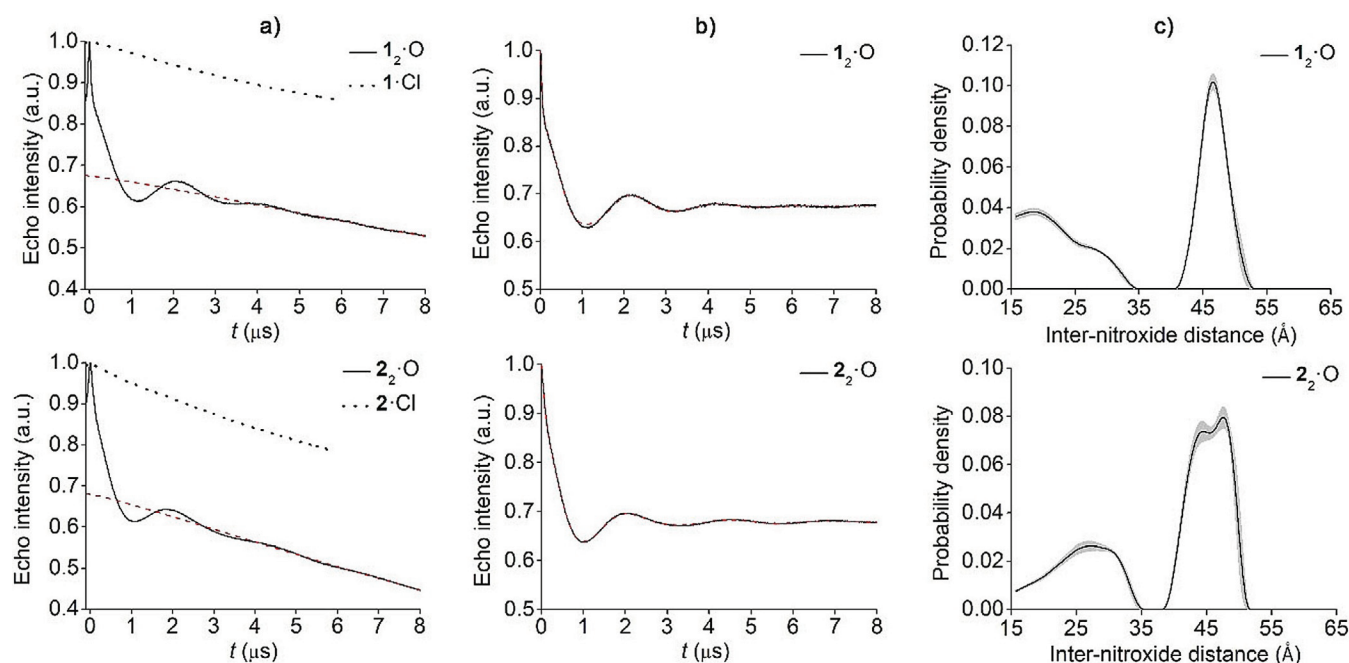 a)
1.0
0.9
0.8
0.7
0.6
0.5
0.4
Echo intensity (a.u.)
1₂·O
1·Cl
0 1 2 3 4 5 6 7 8
t (μs)
b)
1.0
0.9
0.8
0.7
0.6
0.5
Echo intensity (a.u.)
1₂·O
0 1 2 3 4 5 6 7 8
t (μs)
c)
0.12
0.10
0.08
0.06
0.04
0.02
0.00
Probability density
1₂·O
15 25 35 45 55 65
Inter-nitroxide distance (Å)
1.0
0.9
0.8
0.7
0.6
0.5
0.4
Echo intensity (a.u.)
2₂·O
2·Cl
0 1 2 3 4 5 6 7 8
t (μs)
1.0
0.9
0.8
0.7
0.6
0.5
Echo intensity (a.u.)
2₂·O
0 1 2 3 4 5 6 7 8
t (μs)
0.10
0.08
0.06
0.04
0.02
0.00
Probability density
2₂·O
15 25 35 45 55 65
Inter-nitroxide distance (Å)